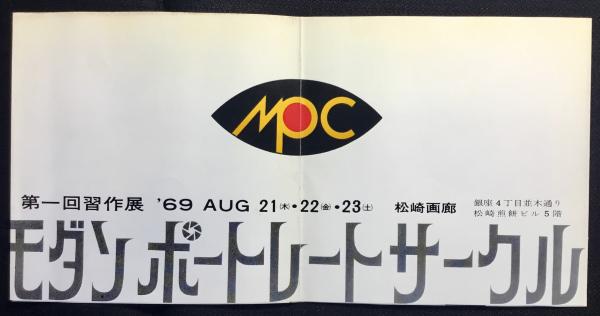 MPC
第一回習作展 '69 AUG 21(木)・22(金)・23(土) 松崎画廊
銀座4丁目並木通り
松崎煎餅ビル5階
モダンポートレートサークル